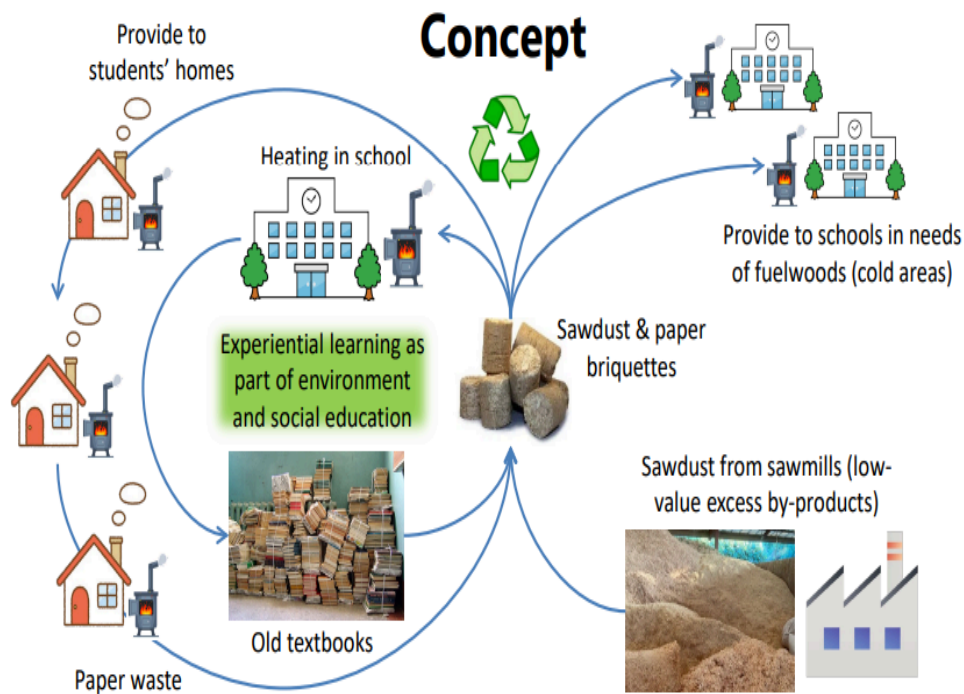 Concept
Provide to
students’ homes
Heating in school
Provide to schools in needs
of fuelwoods (cold areas)
Experiential learning as
part of environment
and social education
Sawdust & paper
briquettes
Sawdust from sawmills (low-
value excess by-products)
Old textbooks
Paper waste